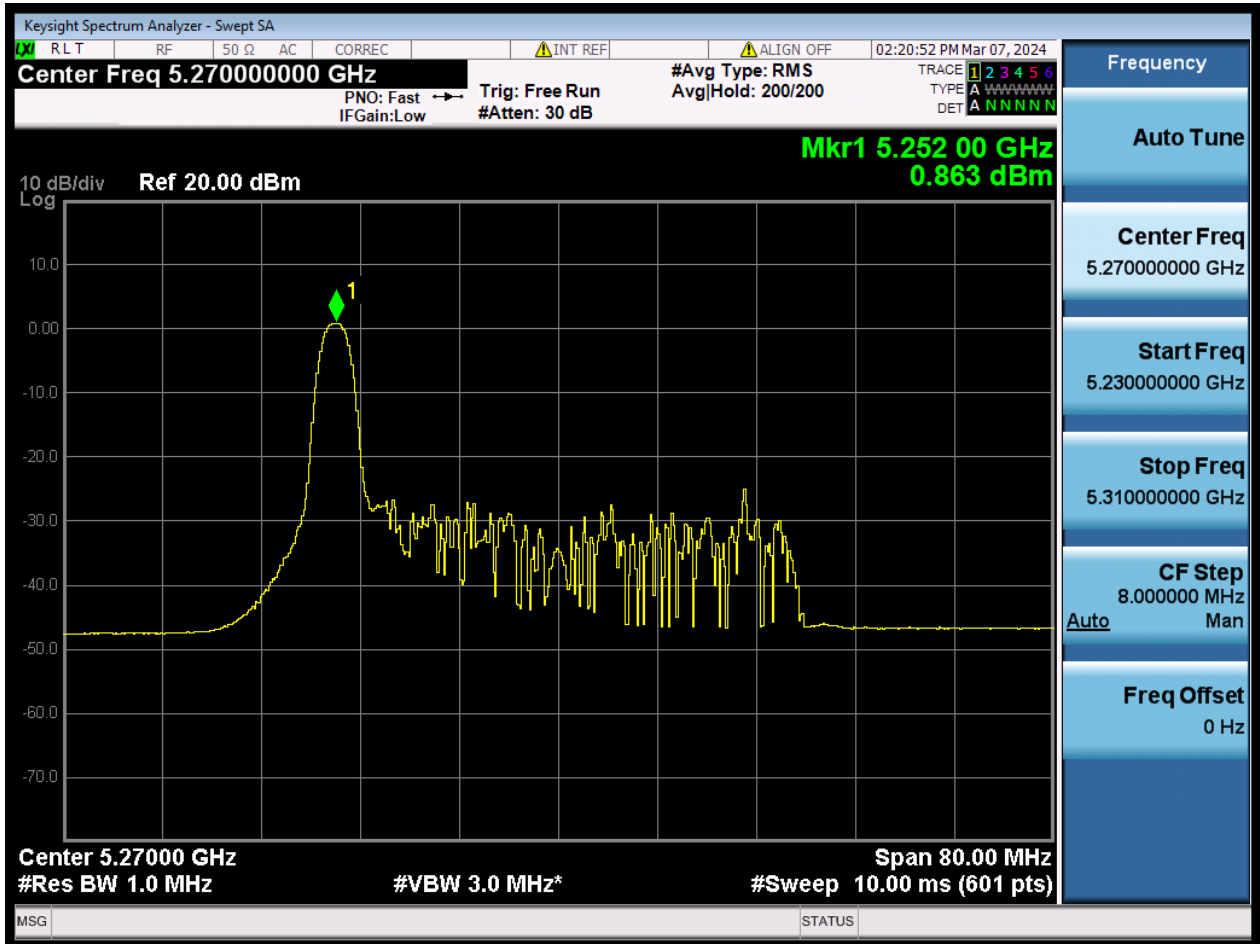 Keysight Spectrum Analyzer - Swept SA
LXI RLT RF 50 Ω AC CORREC INT REF ALIGN OFF 02:20:52 PM Mar 07, 2024
Center Freq 5.270000000 GHz
PNO: Fast
IFGain:Low
Trig: Free Run
#Atten: 30 dB
#Avg Type: RMS
Avg|Hold: 200/200
TRACE 1 2 3 4 5 6
TYPE A WWWWW
DET A N N N N N
Mkr1 5.252 00 GHz
0.863 dBm
10 dB/div Ref 20.00 dBm
Log
1
10.0
0.00
-10.0
-20.0
-30.0
-40.0
-50.0
-60.0
-70.0
Center 5.27000 GHz Span 80.00 MHz
#Res BW 1.0 MHz #VBW 3.0 MHz* #Sweep 10.00 ms (601 pts)
MSG STATUS
Frequency
Auto Tune
Center Freq
5.270000000 GHz
Start Freq
5.230000000 GHz
Stop Freq
5.310000000 GHz
CF Step
8.000000 MHz
Auto Man
Freq Offset
0 Hz